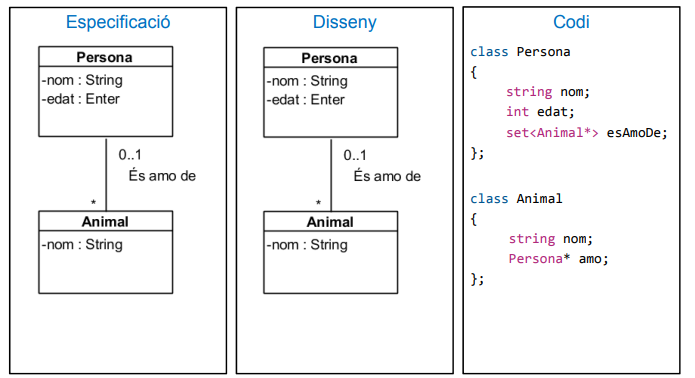 Especificació
Persona
-nom : String
-edat : Enter
0..1
És amo de
*
Animal
-nom : String
Disseny
Persona
-nom : String
-edat : Enter
0..1
És amo de
*
Animal
-nom : String
Codi
class Persona
{
string nom;
int edat;
set<Animal*> esAmoDe;
};
class Animal
{
string nom;
Persona* amo;
};